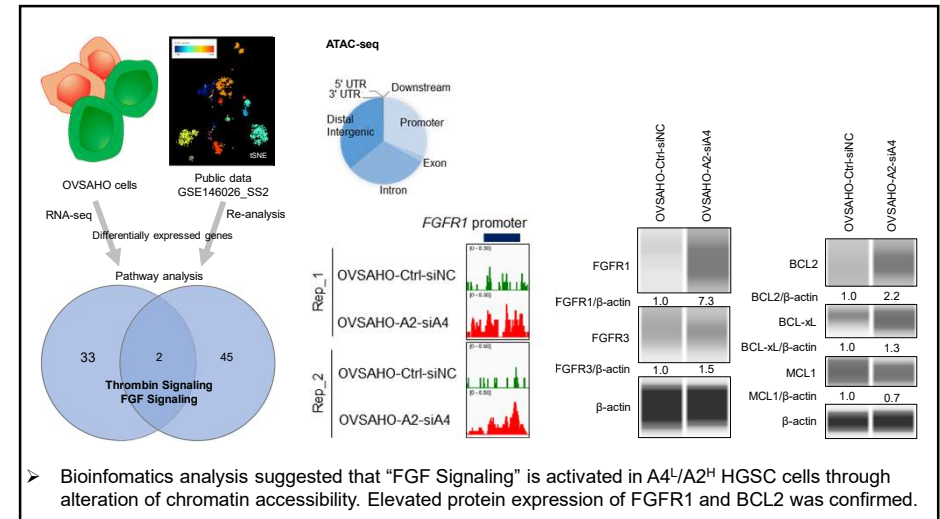 ATAC-seq
5' UTR
3' UTR
Downstream
Distal
Intergenic
Promoter
Exon
Intron
tSNE
OVSAHO cells
Public data
GSE146026_SS2
RNA-seq
Re-analysis
Differentially expressed genes
Pathway analysis
33
2
45
Thrombin Signaling
FGF Signaling
FGFR1 promoter
Rep_1
OVSAHO-Ctrl-siNC
OVSAHO-A2-siA4
Rep_2
OVSAHO-Ctrl-siNC
OVSAHO-A2-siA4
OVSAHO-Ctrl-siNC
OVSAHO-A2-siA4
FGFR1
FGFR1/β-actin 1.0 7.3
FGFR3
FGFR3/β-actin 1.0 1.5
β-actin
OVSAHO-Ctrl-siNC
OVSAHO-A2-siA4
BCL2
BCL2/β-actin 1.0 2.2
BCL-xL
BCL-xL/β-actin 1.0 1.3
MCL1
MCL1/β-actin 1.0 0.7
β-actin
➢ Bioinfomatics analysis suggested that “FGF Signaling” is activated in A4ᴸ/A2ᴴ HGSC cells through
alteration of chromatin accessibility. Elevated protein expression of FGFR1 and BCL2 was confirmed.